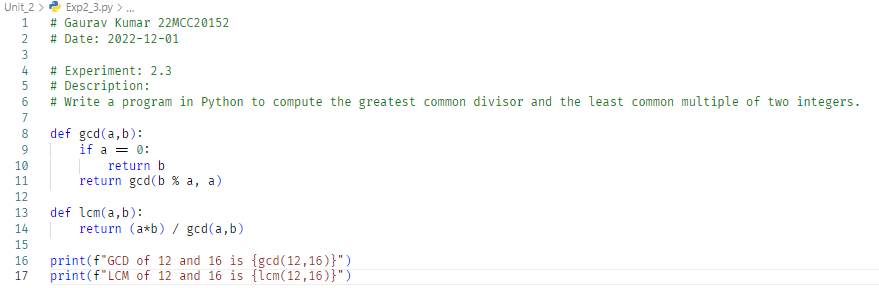 Unit_2 > Exp2_3.py > ...
1 # Gaurav Kumar 22MCC20152
2 # Date: 2022-12-01
3
4 # Experiment: 2.3
5 # Description:
6 # Write a program in Python to compute the greatest common divisor and the least common multiple of two integers.
7
8 def gcd(a,b):
9     if a == 0:
10         return b
11     return gcd(b % a, a)
12
13 def lcm(a,b):
14     return (a*b) / gcd(a,b)
15
16 print(f"GCD of 12 and 16 is {gcd(12,16)}")
17 print(f"LCM of 12 and 16 is {lcm(12,16)}")